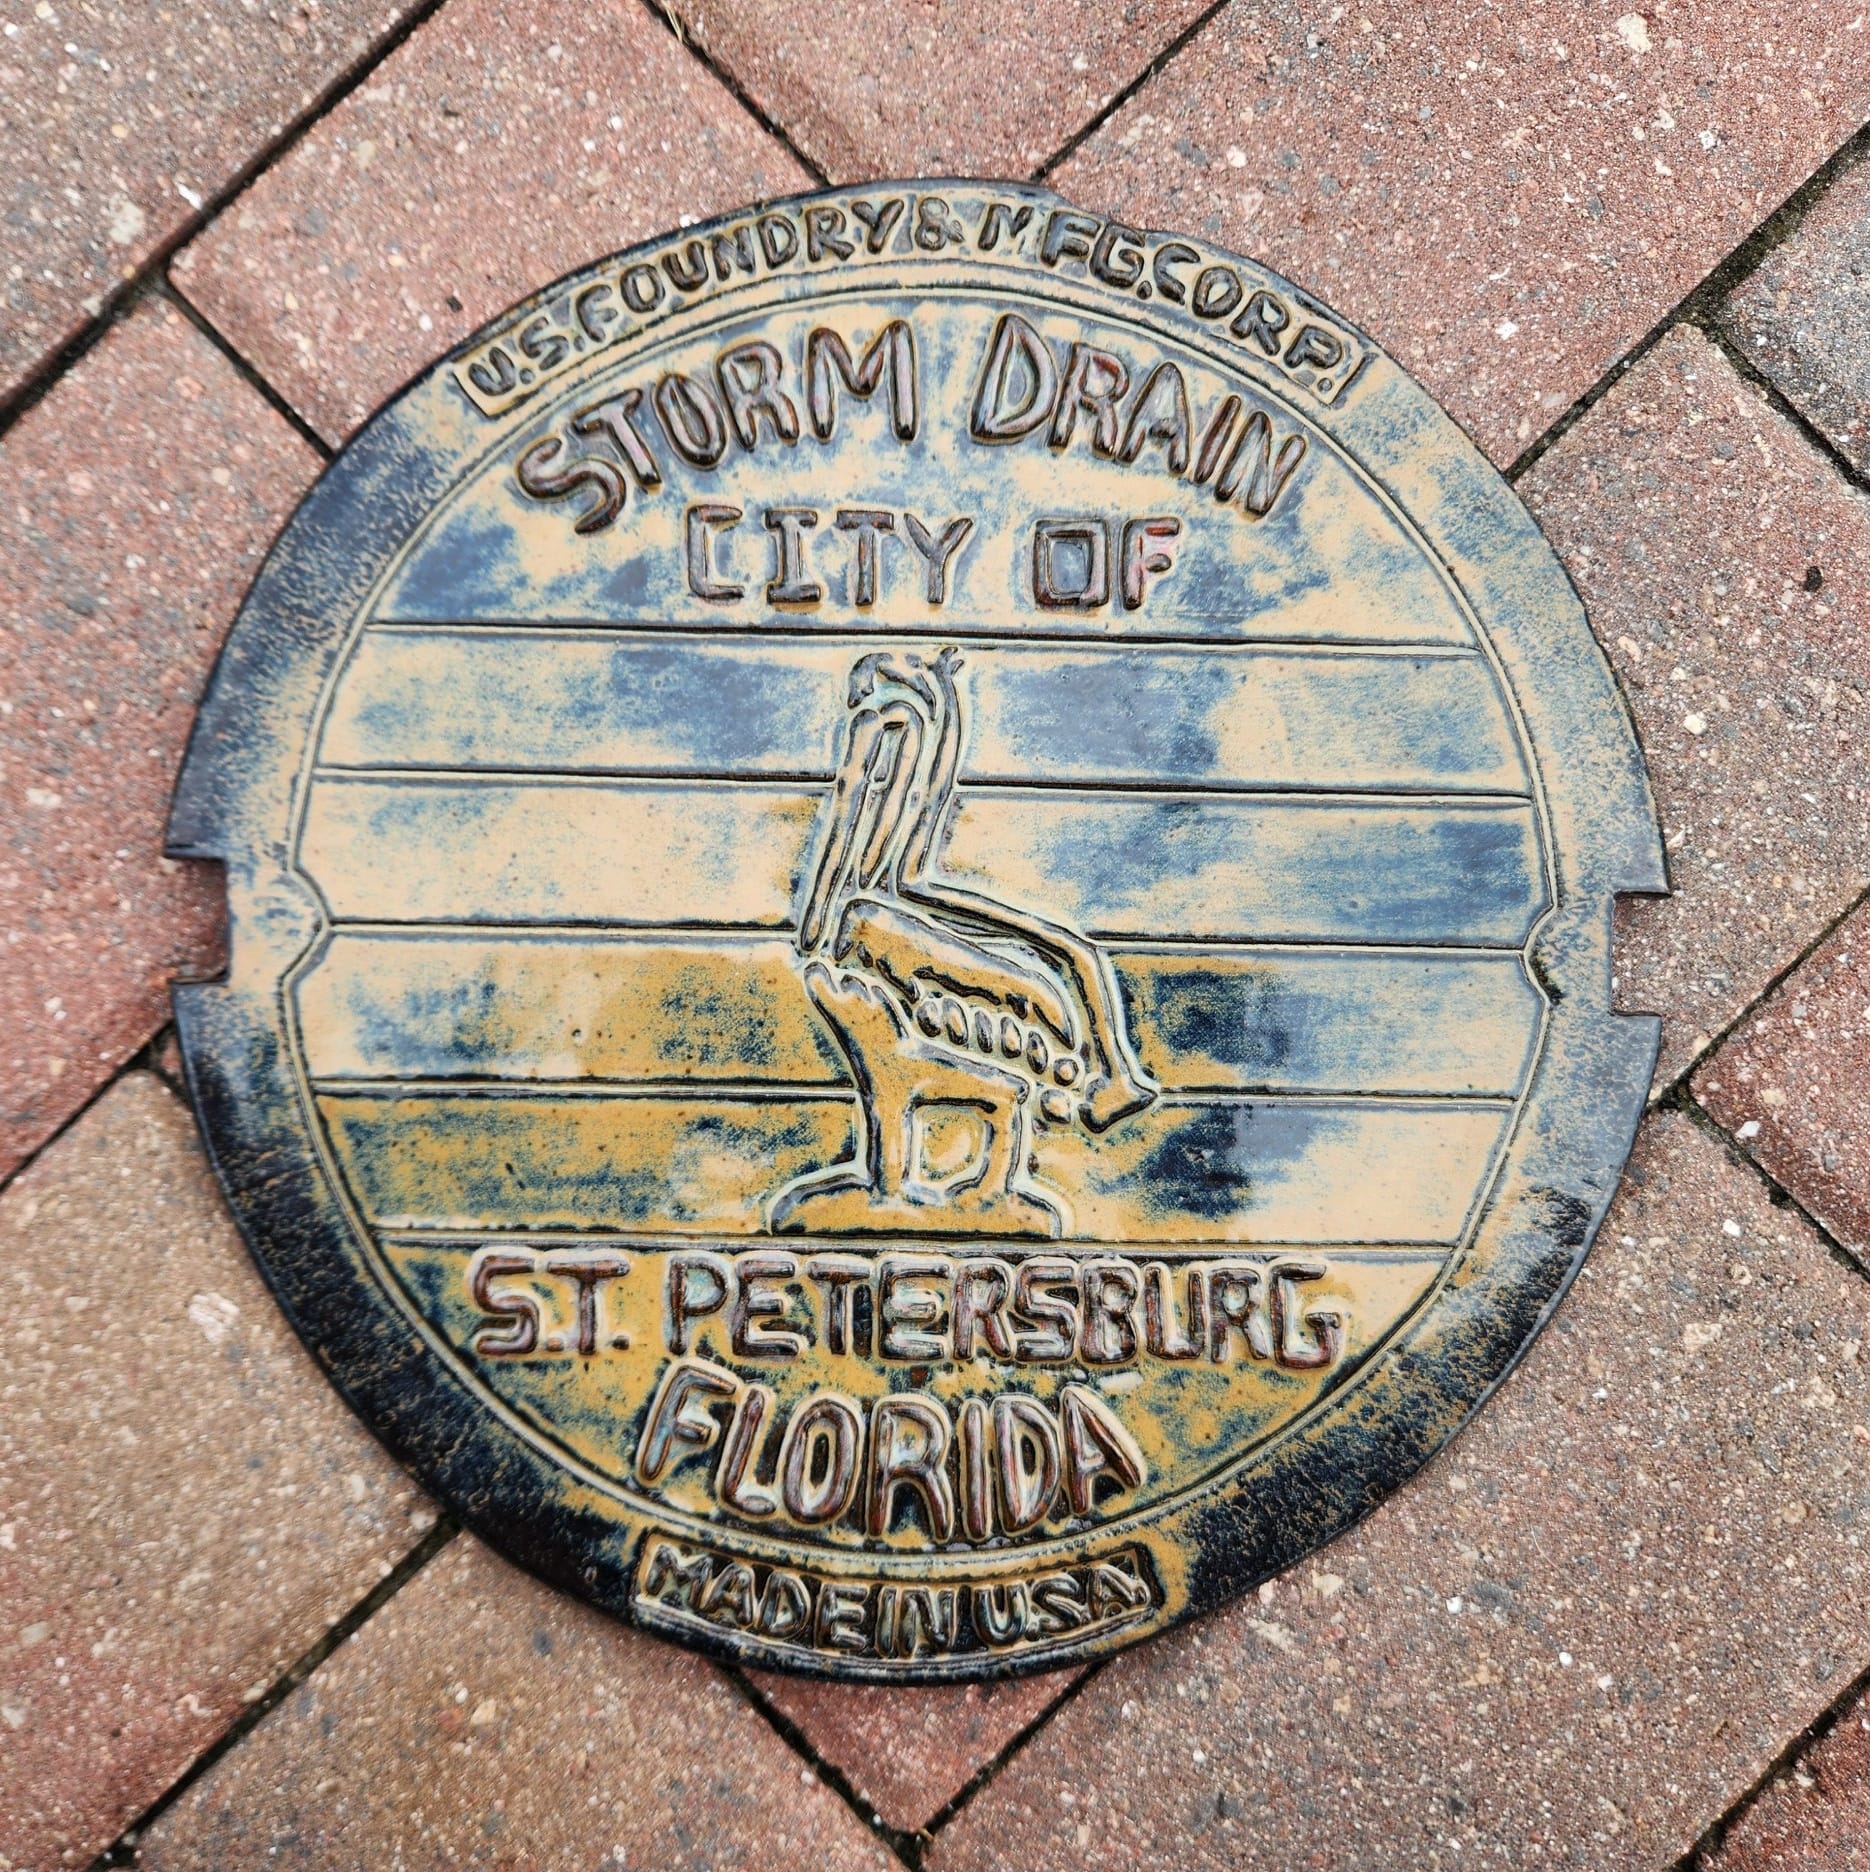 U.S. FOUNDRY & MFG. CORP.
STORM DRAIN
CITY OF
S.T. PETERSBURG
FLORIDA
MADE IN U.S.A.